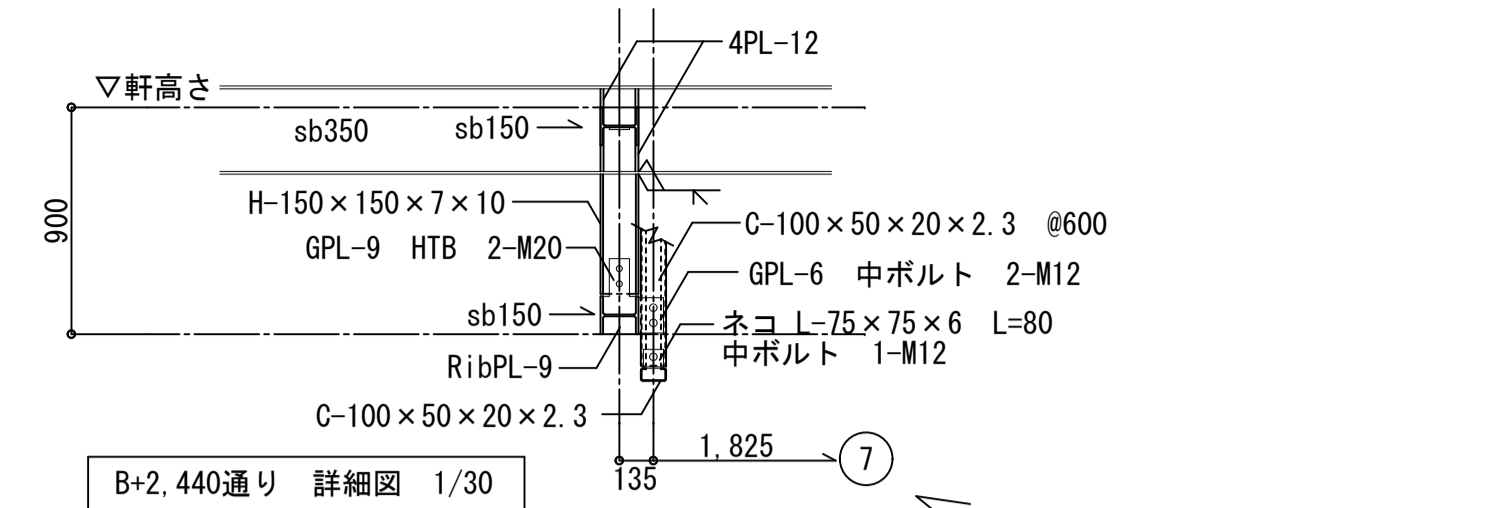 4PL-12
▽軒高さ
sb350
sb150
900
H-150×150×7×10
C-100×50×20×2.3 @600
GPL-9 HTB 2-M20
GPL-6 中ボルト 2-M12
sb150
ネコ L-75×75×6 L=80
中ボルト 1-M12
RibPL-9
C-100×50×20×2.3
1,825
7
135
B+2,440通り 詳細図 1/30